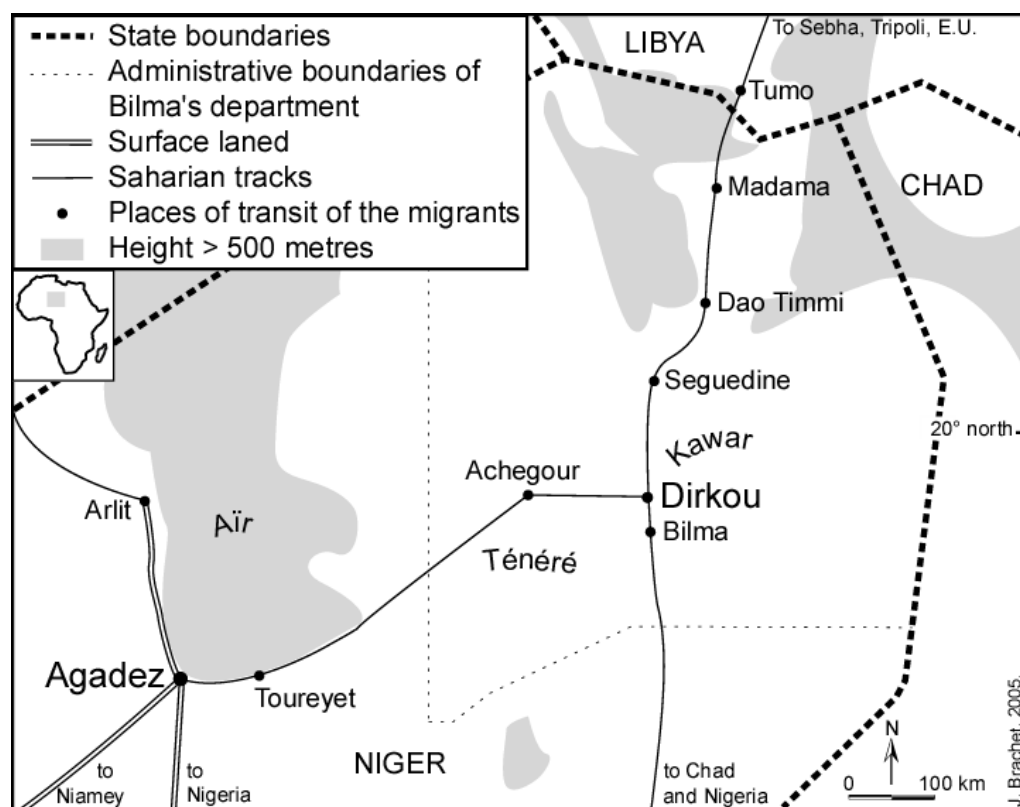 State boundaries
Administrative boundaries of
Bilma's department
Surface laned
Saharian tracks
Places of transit of the migrants
Height > 500 metres
To Sebha, Tripoli, E.U.
LIBYA
Tumo
Madama
CHAD
Dao Timmi
Seguedine
20° north
Kawar
Achegour
Dirkou
Arlit
Aïr
Bilma
Ténéré
Agadez
Toureyet
NIGER
to
Niamey
to
Nigeria
to Chad
and Nigeria
N
0 100 km
J. Brachet, 2005.